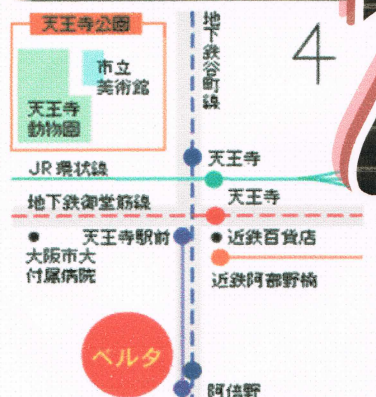 天王寺公園
市立
美術館
天王寺
動物園
地下鉄谷町線
4
天王寺
JR環状線
天王寺
地下鉄御堂筋線
天王寺駅前
近鉄百貨店
大阪市大
付属病院
近鉄阿部野橋
ベルタ
阿倍野